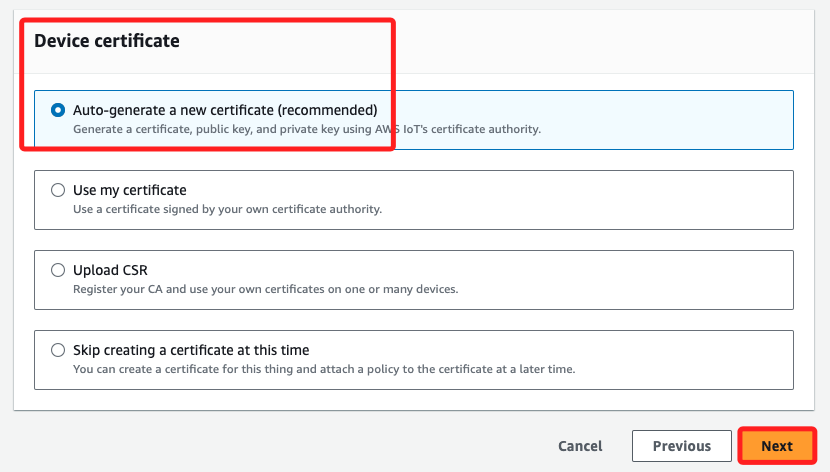 Device certificate
Auto-generate a new certificate (recommended)
Generate a certificate, public key, and private key using AWS IoT's certificate authority.
Use my certificate
Use a certificate signed by your own certificate authority.
Upload CSR
Register your CA and use your own certificates on one or many devices.
Skip creating a certificate at this time
You can create a certificate for this thing and attach a policy to the certificate at a later time.
Cancel Previous Next